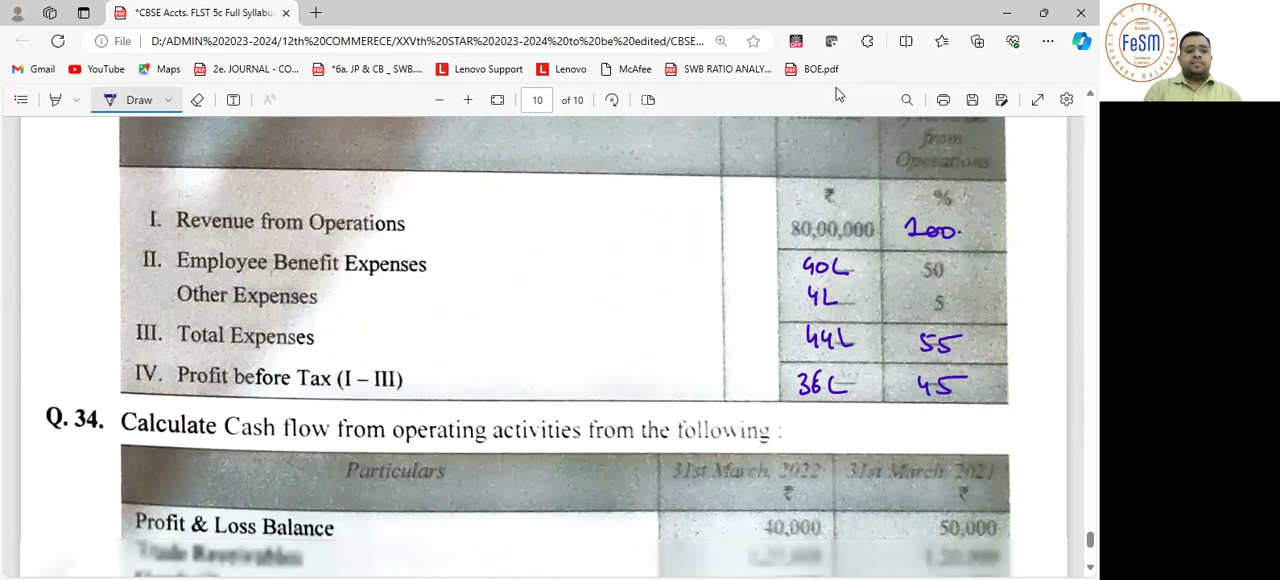 *CBSE Accts. FLST 5c Full Syllabu
File D:/ADMIN%202023-2024/12th%20COMMERECE/XXVth%20STAR%202023-2024%20to%20be%20edited/CBSE...
Gmail YouTube Maps 2e. JOURNAL - CO... *6a. JP & CB _ SWB.... Lenovo Support Lenovo McAfee SWB RATIO ANALY... BOE.pdf
Draw 10 of 10
FeSM
from
Operations
₹ %
I. Revenue from Operations 80,00,000 100.
II. Employee Benefit Expenses 40L 50
Other Expenses 4L 5
III. Total Expenses 44L 55
IV. Profit before Tax (I – III) 36L 45
Q. 34. Calculate Cash flow from operating activities from the following :
Particulars 31st March, 2022 31st March, 2021
₹ ₹
Profit & Loss Balance 40,000 50,000
Trade Receivables